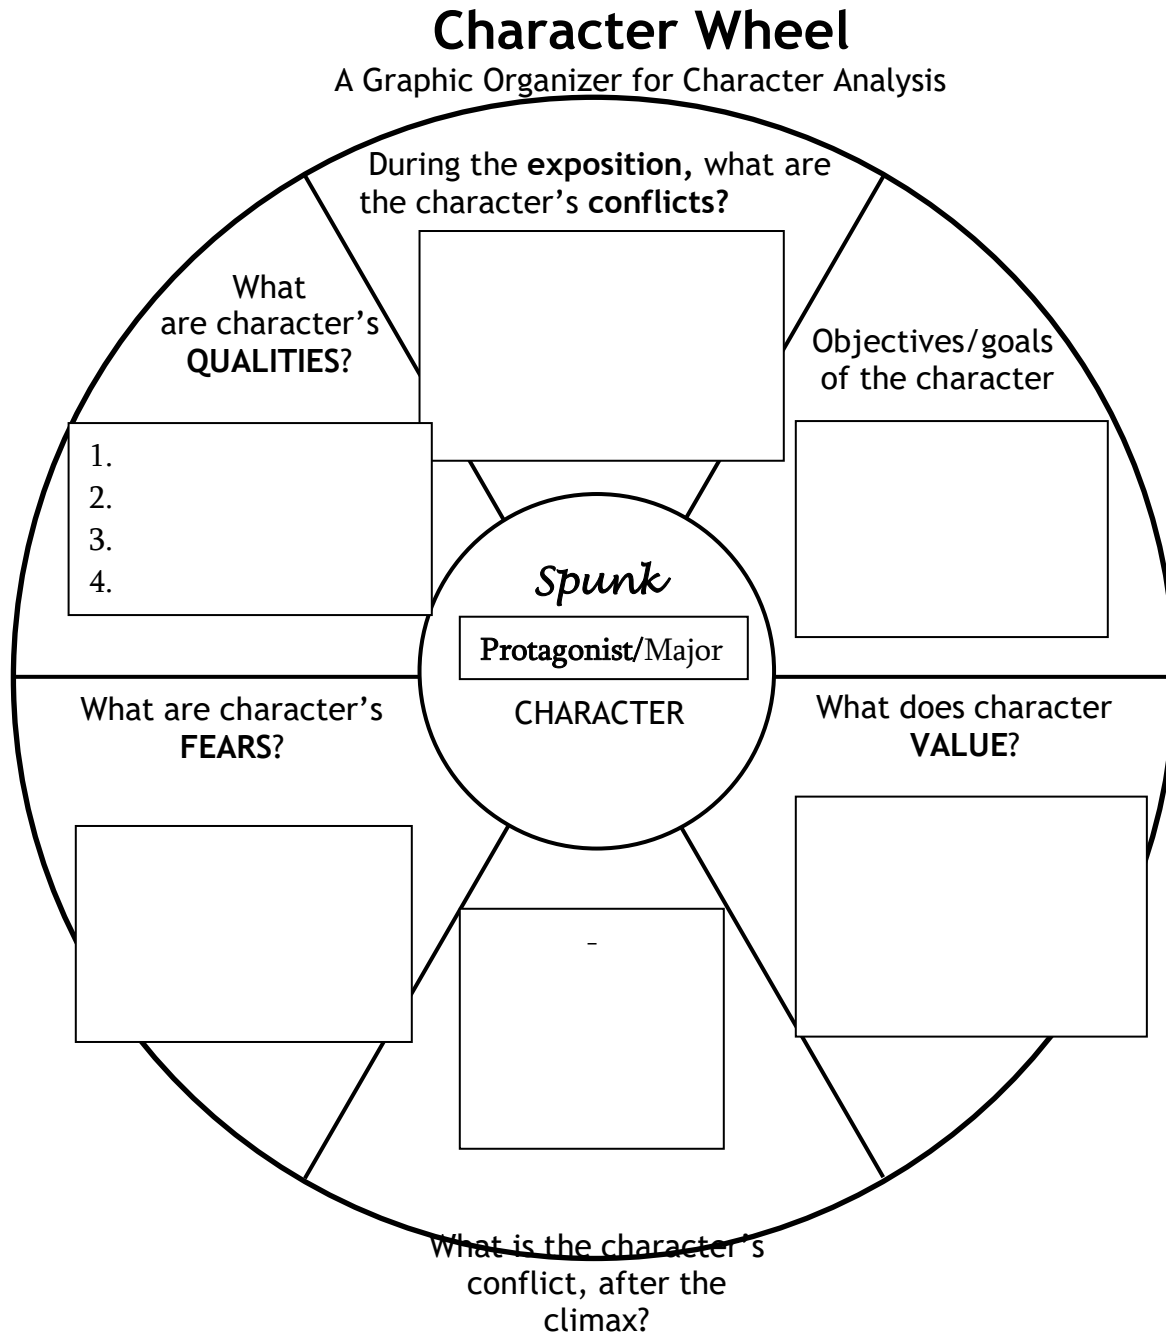 Character Wheel
A Graphic Organizer for Character Analysis
During the exposition, what are
the character’s conflicts?
What
are character’s
QUALITIES?
1.
2.
3.
4.
Objectives/goals
of the character
Spunk
Protagonist/Major
CHARACTER
What are character’s
FEARS?
What does character
VALUE?
–
What is the character’s
conflict, after the
climax?